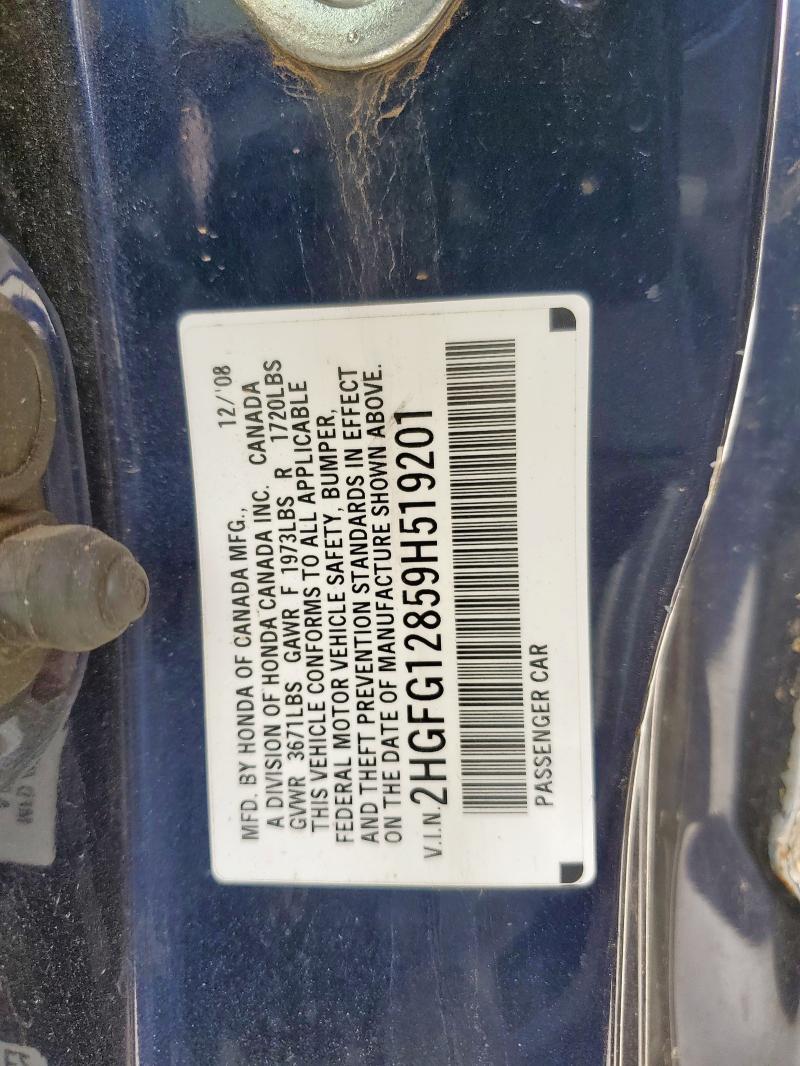 12/'08
MFD. BY HONDA OF CANADA MFG.,
A DIVISION OF HONDA CANADA INC. CANADA
GVWR 3671LBS GAWR F 1973LBS R 1720LBS
THIS VEHICLE CONFORMS TO ALL APPLICABLE
FEDERAL MOTOR VEHICLE SAFETY, BUMPER,
AND THEFT PREVENTION STANDARDS IN EFFECT
ON THE DATE OF MANUFACTURE SHOWN ABOVE.
V.I.N. 2HGFG12859H519201
PASSENGER CAR